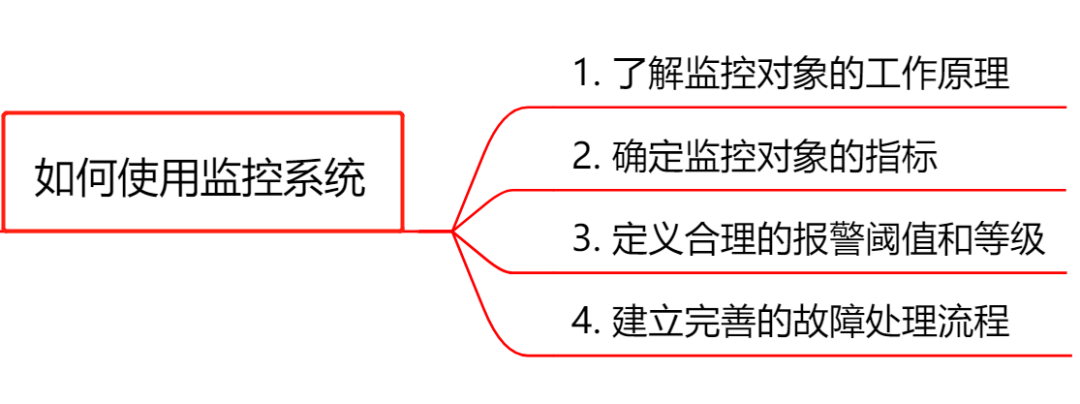 如何使用监控系统
1. 了解监控对象的工作原理
2. 确定监控对象的指标
3. 定义合理的报警阈值和等级
4. 建立完善的故障处理流程